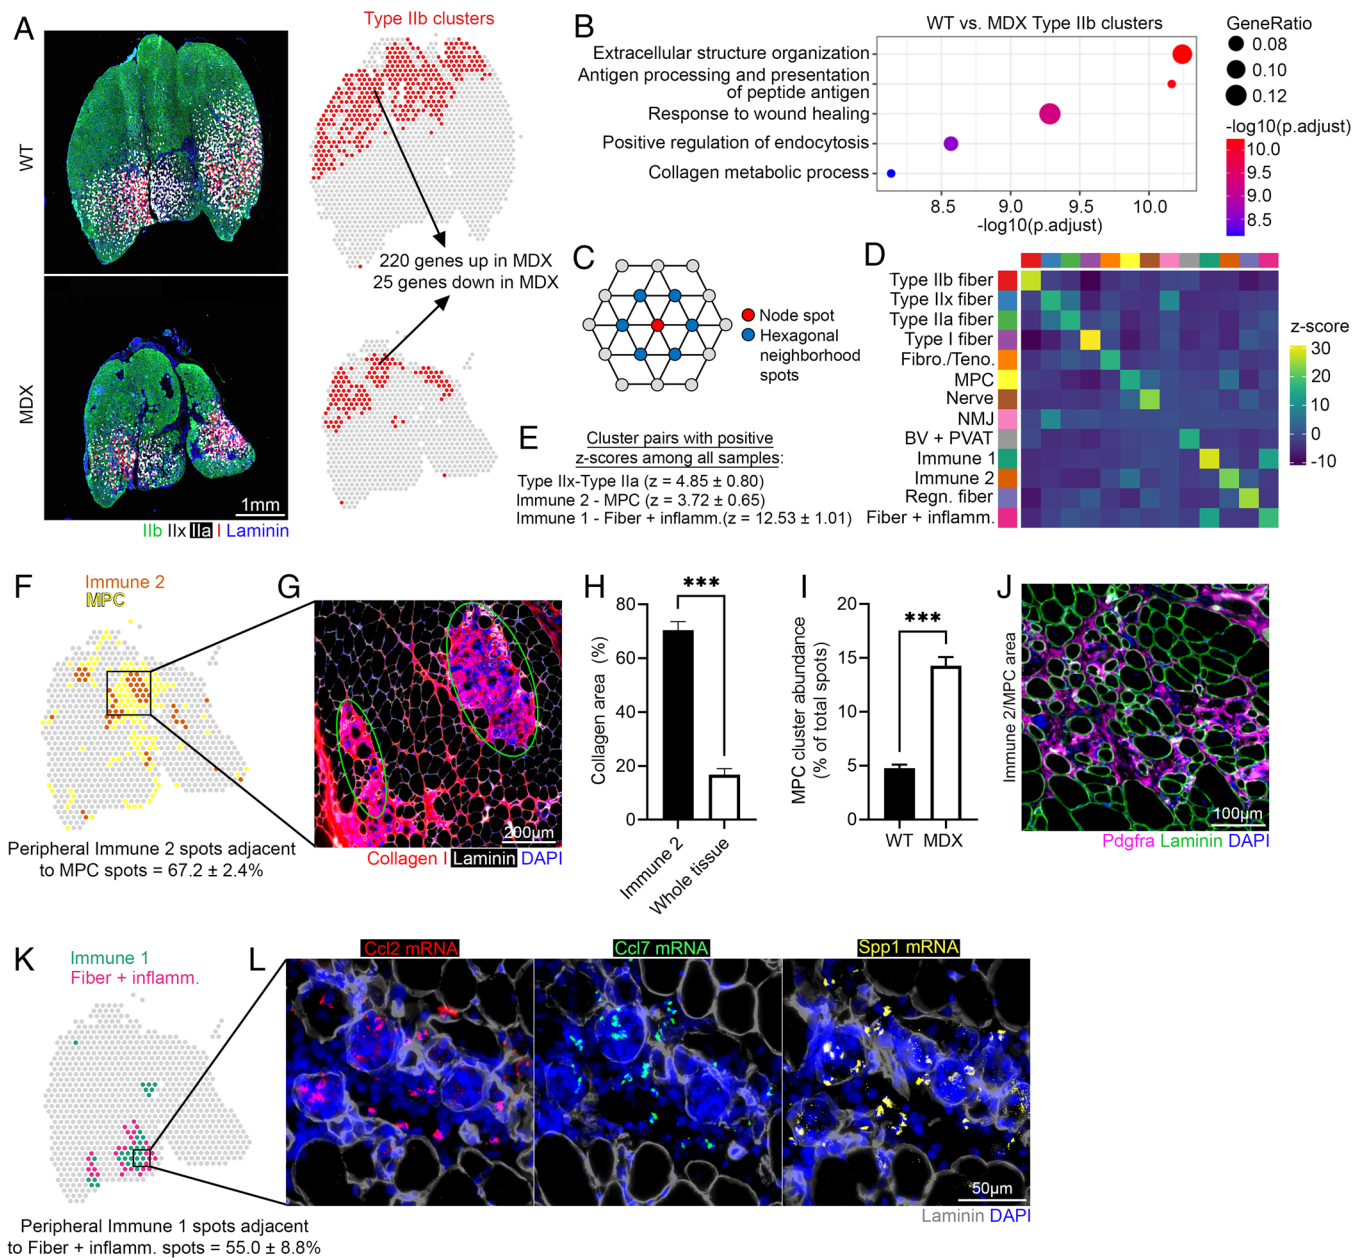 A
Type IIb clusters
WT
MDX
1mm
IIb IIx IIa I Laminin
220 genes up in MDX
25 genes down in MDX
B
WT vs. MDX Type IIb clusters
Extracellular structure organization
Antigen processing and presentation
of peptide antigen
Response to wound healing
Positive regulation of endocytosis
Collagen metabolic process
8.5 9.0 9.5 10.0
-log10(p.adjust)
GeneRatio
0.08
0.10
0.12
-log10(p.adjust)
10.0
9.5
9.0
8.5
C
Node spot
Hexagonal
neighborhood
spots
D
Type IIb fiber
Type IIx fiber
Type IIa fiber
Type I fiber
Fibro./Teno.
MPC
Nerve
NMJ
BV + PVAT
Immune 1
Immune 2
Regn. fiber
Fiber + inflamm.
z-score
30
20
10
0
-10
E
Cluster pairs with positive
z-scores among all samples:
Type IIx-Type IIa (z = 4.85 ± 0.80)
Immune 2 - MPC (z = 3.72 ± 0.65)
Immune 1 - Fiber + inflamm.(z = 12.53 ± 1.01)
F
Immune 2
MPC
Peripheral Immune 2 spots adjacent
to MPC spots = 67.2 ± 2.4%
G
200µm
Collagen I Laminin DAPI
H
***
Collagen area (%)
80
60
40
20
0
Immune 2
Whole tissue
I
***
MPC cluster abundance
(% of total spots)
20
15
10
5
0
WT MDX
J
Immune 2/MPC area
100µm
Pdgfra Laminin DAPI
K
Immune 1
Fiber + inflamm.
Peripheral Immune 1 spots adjacent
to Fiber + inflamm. spots = 55.0 ± 8.8%
L
Ccl2 mRNA
Ccl7 mRNA
Spp1 mRNA
50µm
Laminin DAPI